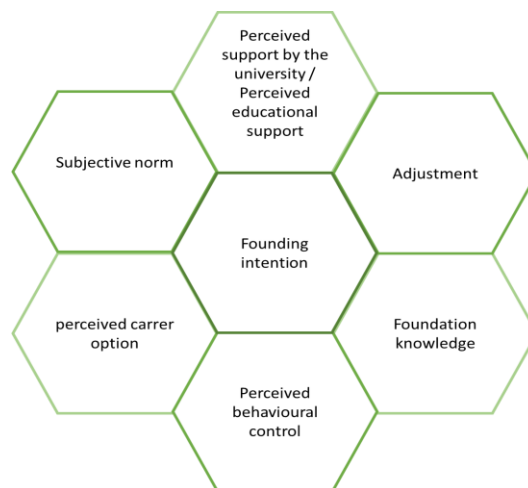 Perceived
support by the
university /
Perceived
educational
support
Subjective norm
Adjustment
Founding
intention
perceived carrer
option
Foundation
knowledge
Perceived
behavioural
control